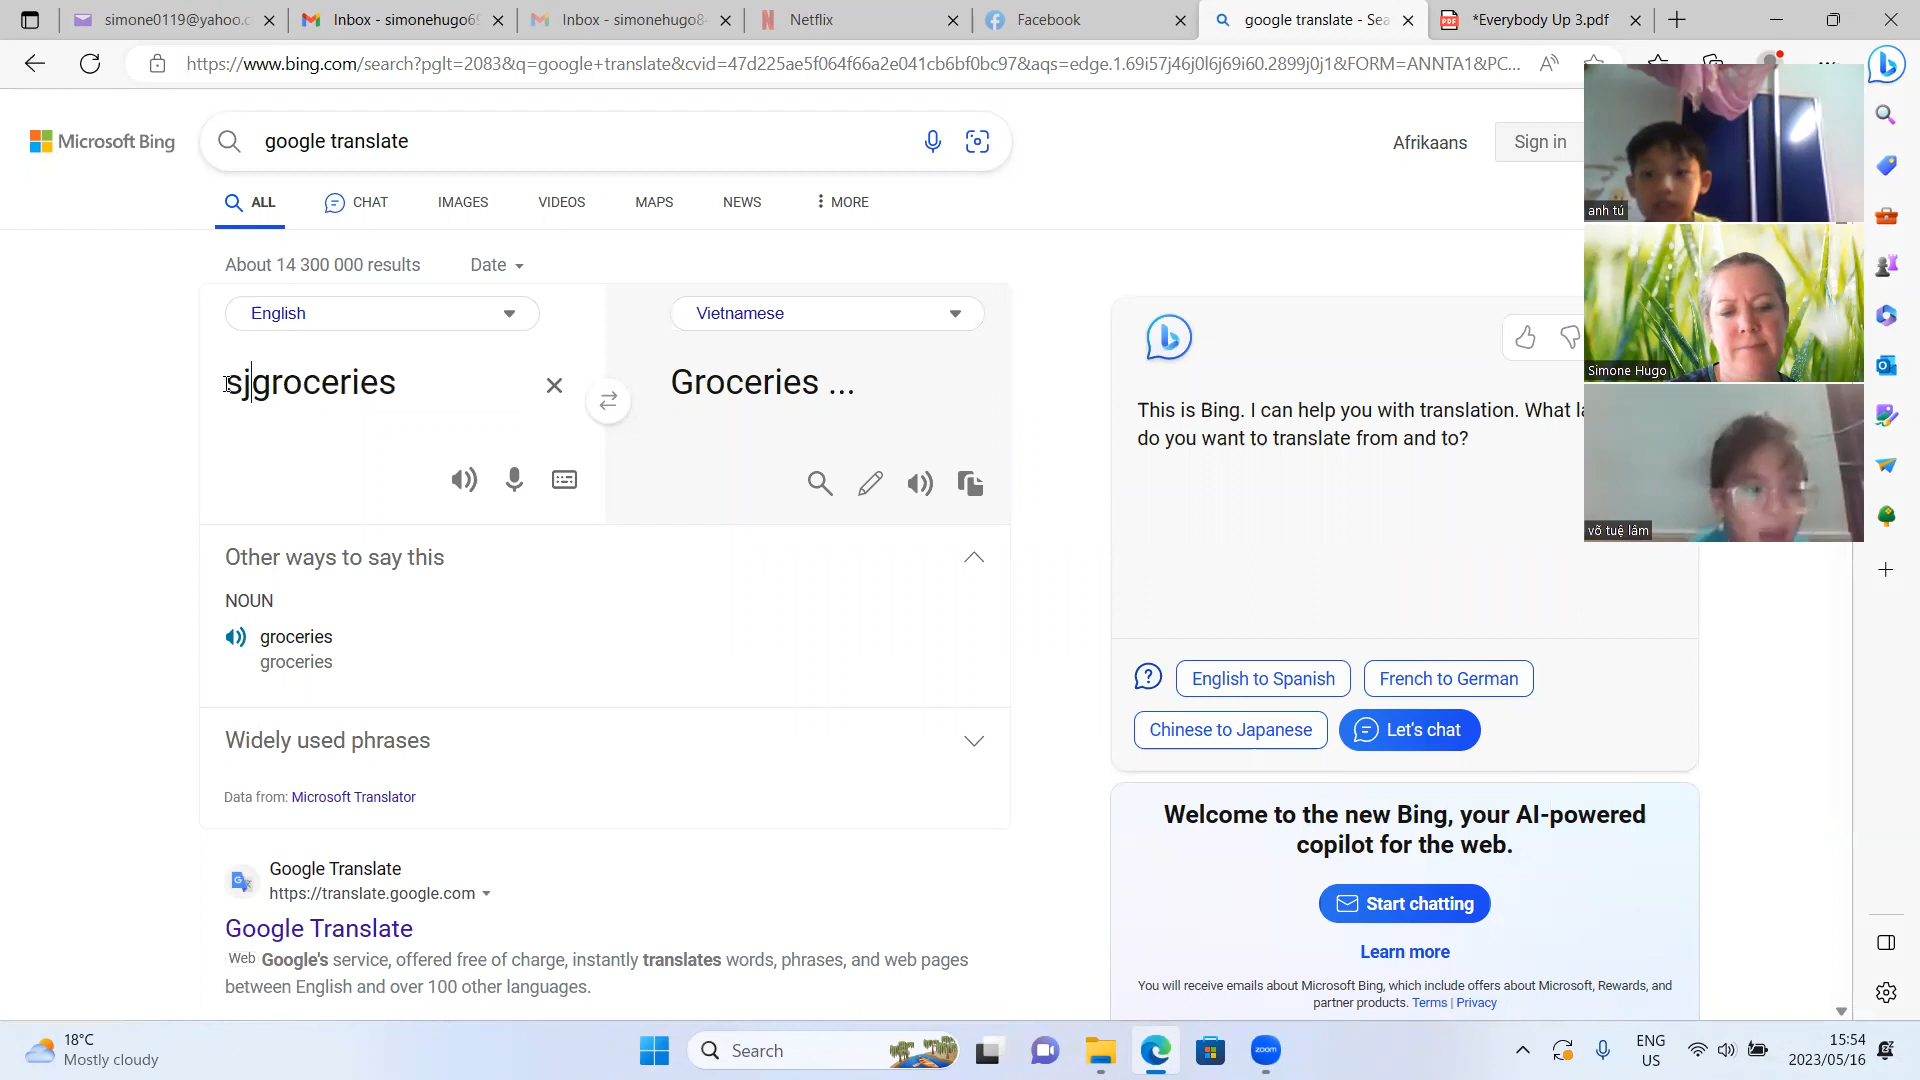 simone0119@yahoo.c
Inbox - simonehugo69
Inbox - simonehugo84
Netflix
Facebook
google translate - Sea
*Everybody Up 3.pdf
https://www.bing.com/search?pglt=2083&q=google+translate&cvid=47d225ae5f064f66a2e041cb6bf0bc97&aqs=edge.1.69i57j46j0l6j69i60.2899j0j1&FORM=ANNTA1&PC...
Microsoft Bing
google translate
Afrikaans
Sign in
ALL
CHAT
IMAGES
VIDEOS
MAPS
NEWS
MORE
anh tú
Simone Hugo
võ tuệ lâm
About 14 300 000 results
Date
English
Vietnamese
sjgroceries
Groceries ...
Other ways to say this
NOUN
groceries
groceries
Widely used phrases
Data from: Microsoft Translator
This is Bing. I can help you with translation. What
do you want to translate from and to?
English to Spanish
French to German
Chinese to Japanese
Let's chat
Welcome to the new Bing, your AI-powered
copilot for the web.
Start chatting
Learn more
You will receive emails about Microsoft Bing, which include offers about Microsoft, Rewards, and
partner products. Terms | Privacy
Google Translate
https://translate.google.com
Google Translate
Web Google's service, offered free of charge, instantly translates words, phrases, and web pages
between English and over 100 other languages.
18°C
Mostly cloudy
Search
zoom
ENG
US
15:54
2023/05/16